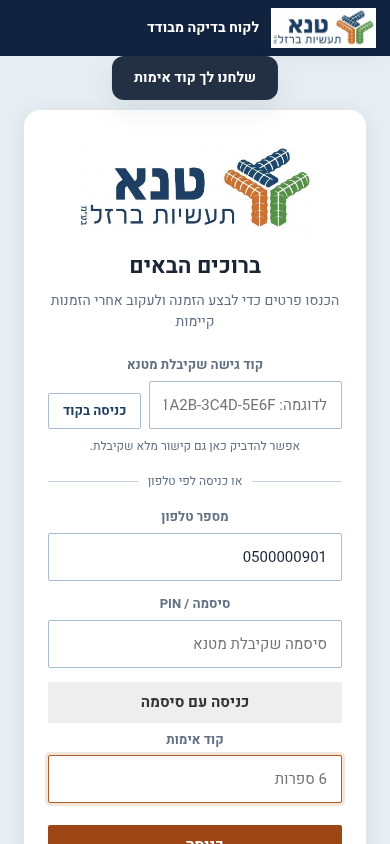 טנא
תעשיות ברזל בע"מ
לקוח בדיקה מבודד
שלחנו לך קוד אימות
טנא
תעשיות ברזל בע"מ
ברוכים הבאים
הכנסו פרטים כדי לבצע הזמנה ולעקוב אחרי הזמנות
קיימות
קוד גישה שקיבלת מטנא
לדוגמה: 1A2B-3C4D-5E6F
כניסה בקוד
אפשר להדביק כאן גם קישור מלא שקיבלת.
או כניסה לפי טלפון
מספר טלפון
0500000901
סיסמה / PIN
סיסמה שקיבלת מטנא
כניסה עם סיסמה
קוד אימות
6 ספרות
כניסה